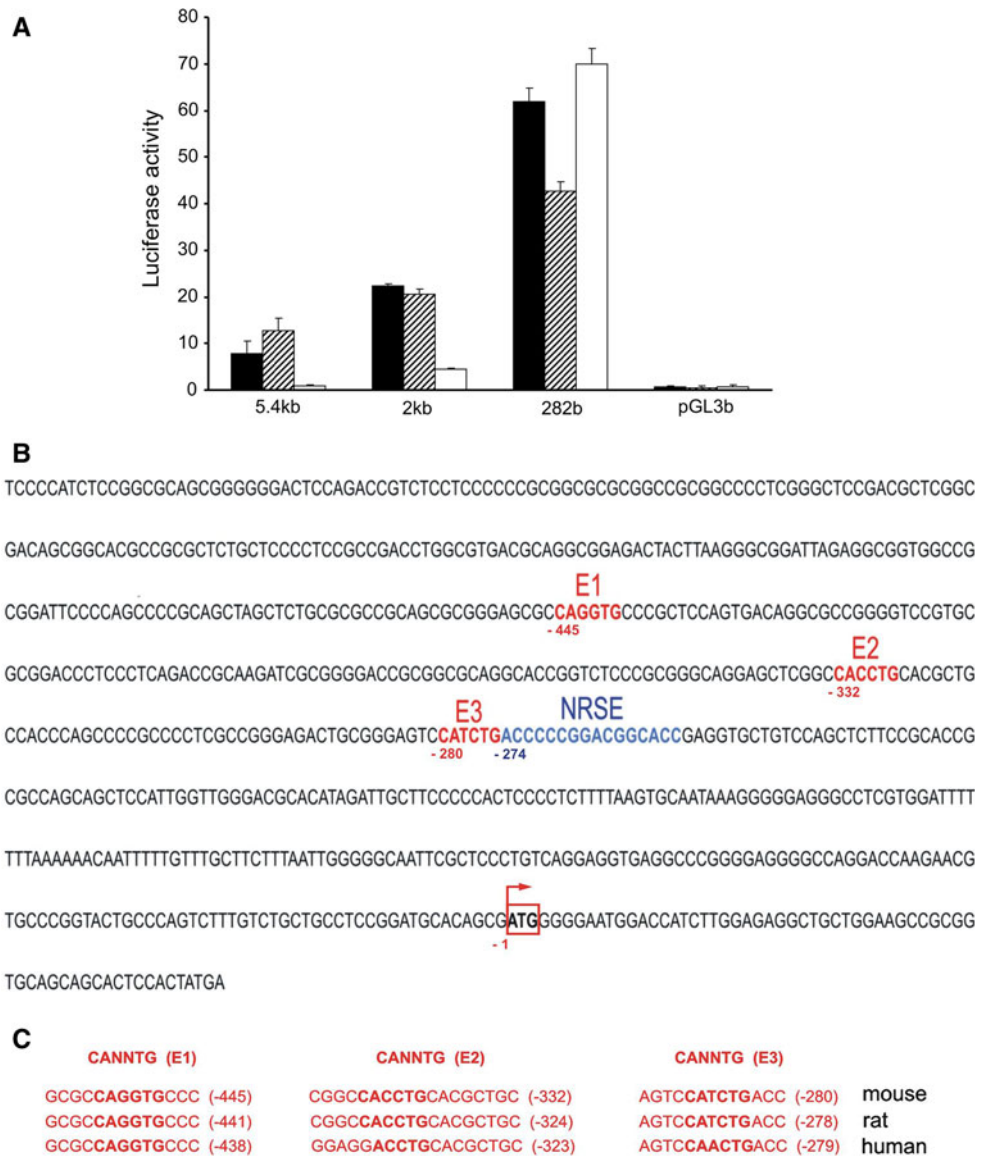 A
80
70
60
50
40
30
20
10
0
Luciferase activity
5.4kb 2kb 282b pGL3b
B
TCCCCATCTCCGGCGCAGCGGGGGGACTCCAGACCGTCTCCTCCCCCCGCGGCGCGCGGCCGCGGCCCCTCGGGCTCCGACGCTCGGC
GACAGCGGCACGCCGCGCTCTGCTCCCCTCCGCCGACCTGGCGTGACGCAGGCGGAGACTACTTAAGGGCGGATTAGAGGCGGTGGCCG
E1
CGGATTCCCCAGCCCCGCAGCTAGCTCTGCGCGCCGCAGCGCGGGAGCGCCAGGTGCCCGCTCCAGTGACAGGCGCCGGGGTCCGTGC
- 445
E2
GCGGACCCTCCCTCAGACCGCAAGATCGCGGGGACCGCGGCGCAGGCACCGGTCTCCCGCGGGCAGGAGCTCGGCCACCTGCACGCTG
- 332
E3 NRSE
CCACCCAGCCCCGCCCCTCGCCGGGAGACTGCGGGAGTCCATCTGACCCCCGGACGGCACCGAGGTGCTGTCCAGCTCTTCCGCACCG
- 280 - 274
CGCCAGCAGCTCCATTGGTTGGGACGCACATAGATTGCTTCCCCCACTCCCCTCTTTTAAGTGCAATAAAGGGGGAGGGCCTCGTGGATTTT
TTTAAAAAACAATTTTTGTTTGCTTCTTTAATTGGGGGCAATTCGCTCCCTGTCAGGAGGTGAGGCCCGGGGAGGGGCCAGGACCAAGAACG
TGCCCGGTACTGCCCAGTCTTTGTCTGCTGCCTCCGGATGCACAGCGATGGGGGAATGGACCATCTTGGAGAGGCTGCTGGAAGCCGCGG
- 1
TGCAGCAGCACTCCACTATGA
C
CANNTG (E1) CANNTG (E2) CANNTG (E3)
GCGCCAGGTGCCC (-445) CGGCCACCTGCACGCTGC (-332) AGTCCATCTGACC (-280) mouse
GCGCCAGGTGCCC (-441) CGGCCACCTGCACGCTGC (-324) AGTCCATCTGACC (-278) rat
GCGCCAGGTGCCC (-438) GGAGGACCTGCACGCTGC (-323) AGTCCAACTGACC (-279) human